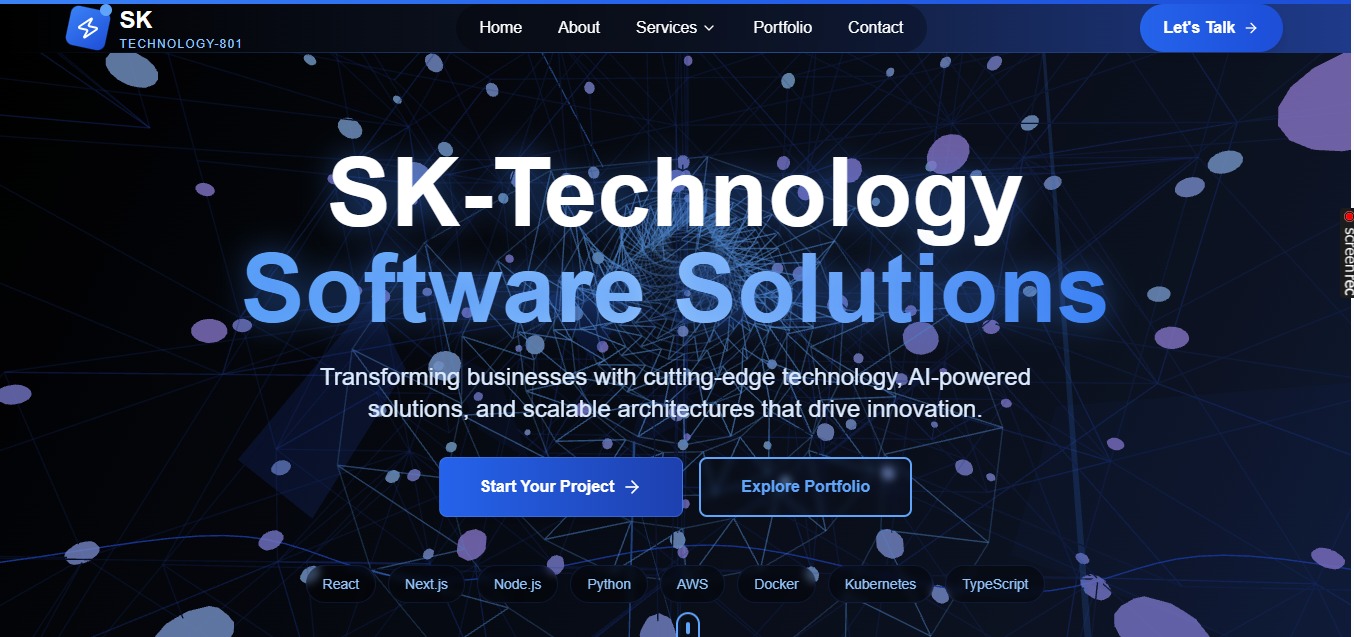 SK
TECHNOLOGY-801
Home
About
Services
Portfolio
Contact
Let's Talk →
SK-Technology
Software Solutions
Transforming businesses with cutting-edge technology, AI-powered
solutions, and scalable architectures that drive innovation.
Start Your Project →
Explore Portfolio
React
Next.js
Node.js
Python
AWS
Docker
Kubernetes
TypeScript
screenrec